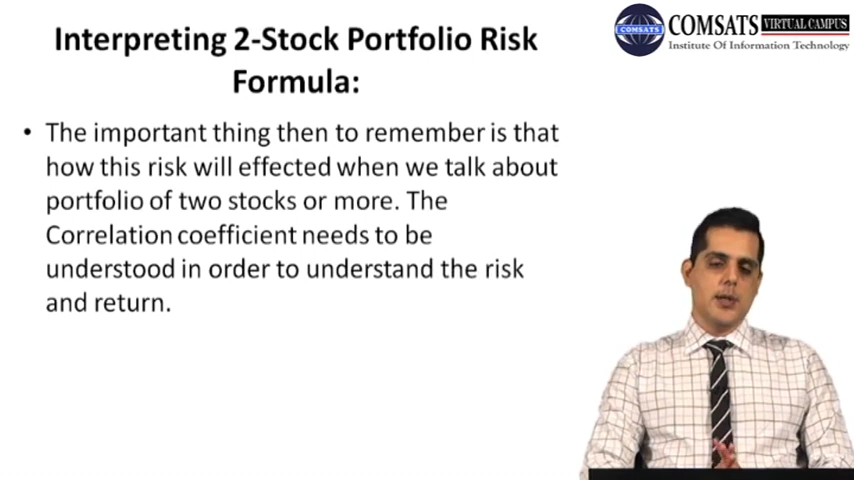 Interpreting 2-Stock Portfolio Risk
Formula:
COMSATS VIRTUAL CAMPUS
Institute Of Information Technology
COMSATS
• The important thing then to remember is that
how this risk will effected when we talk about
portfolio of two stocks or more. The
Correlation coefficient needs to be
understood in order to understand the risk
and return.